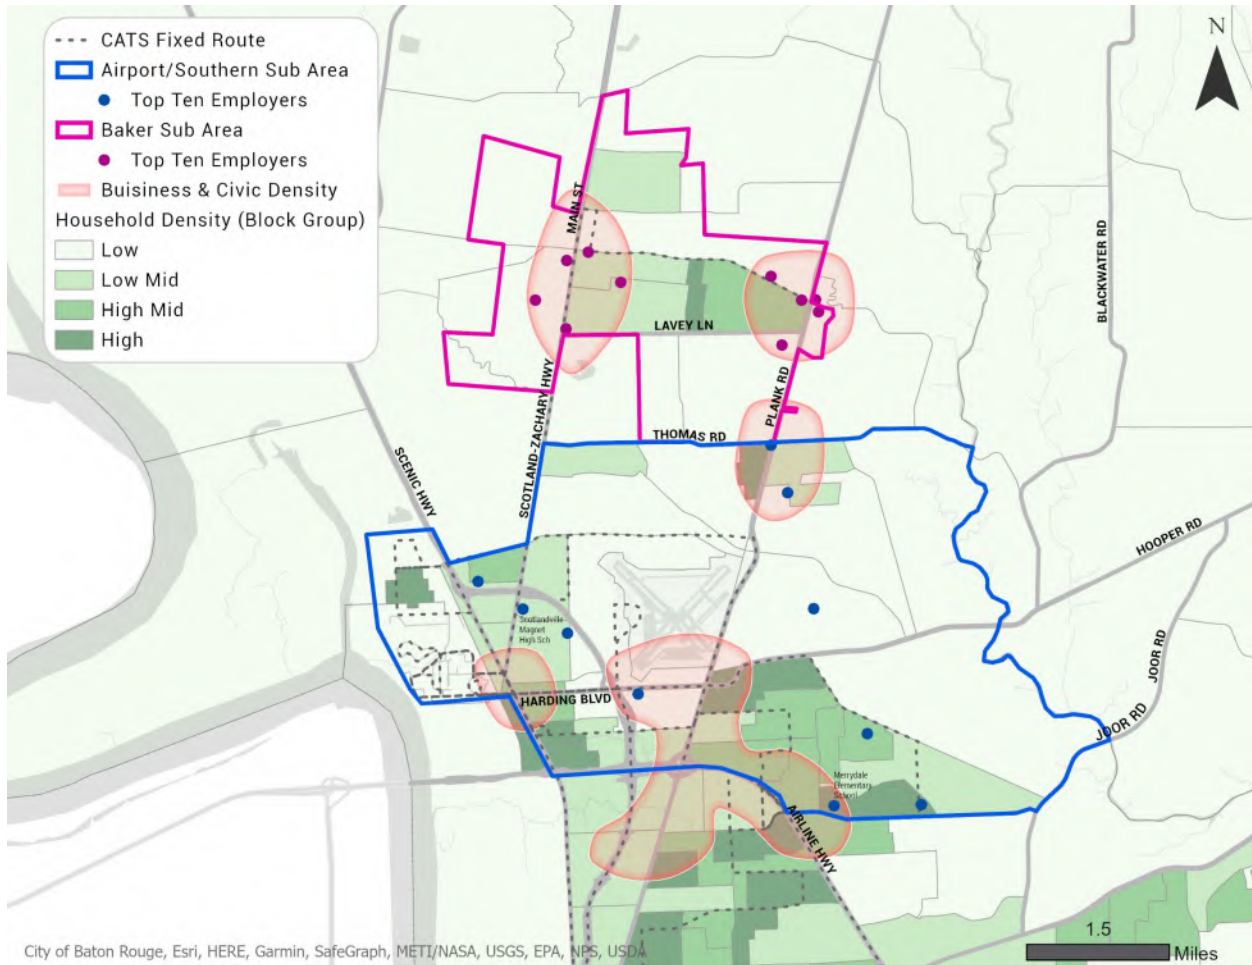 CATS Fixed Route
Airport/Southern Sub Area
Top Ten Employers
Baker Sub Area
Top Ten Employers
Buisiness & Civic Density
Household Density (Block Group)
Low
Low Mid
High Mid
High
N
MAIN ST
BLACKWATER RD
LAVEY LN
SCOTLAND-ZACHARY HWY
PLANK RD
THOMAS RD
SCENIC HWY
HOOPER RD
Scotlandville
Magnet
High Sch
JOOR RD
HARDING BLVD
JOOR RD
Merrydale
Elementary
School
AIRLINE HWY
1.5
Miles
City of Baton Rouge, Esri, HERE, Garmin, SafeGraph, METI/NASA, USGS, EPA, NPS, USDA